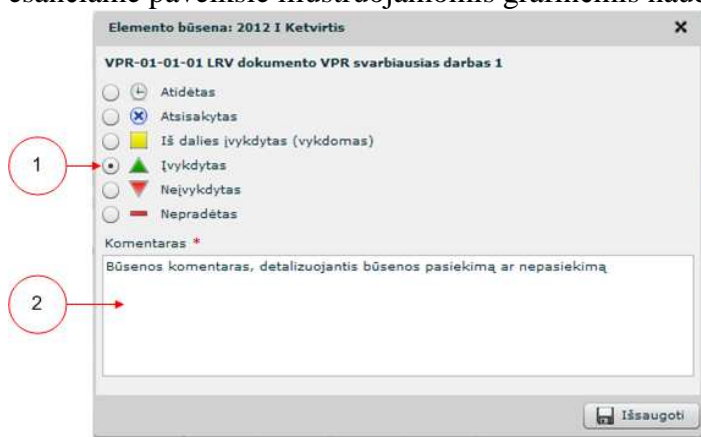 esančiame paveiksle iliustruojamomis grafinėmis
Elemento būsena: 2012 I Ketvirtis
VPR-01-01-01 LRV dokumento VPR svarbiausias darbas 1
Atidėtas
Atsisakytas
Iš dalies įvykdytas (vykdomas)
1
Įvykdytas
Neįvykdytas
Nepradėtas
Komentaras *
Būsenos komentaras, detalizuojantis būsenos pasiekimą ar nepasiekimą
2
Išsaugoti